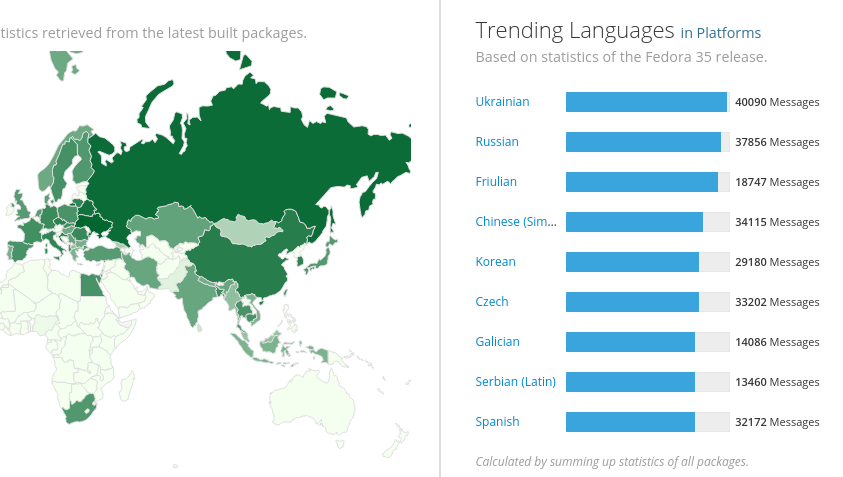 tistics retrieved from the latest built packages.
Trending Languages in Platforms
Based on statistics of the Fedora 35 release.
Ukrainian 40090 Messages
Russian 37856 Messages
Friulian 18747 Messages
Chinese (Sim... 34115 Messages
Korean 29180 Messages
Czech 33202 Messages
Galician 14086 Messages
Serbian (Latin) 13460 Messages
Spanish 32172 Messages
Calculated by summing up statistics of all packages.